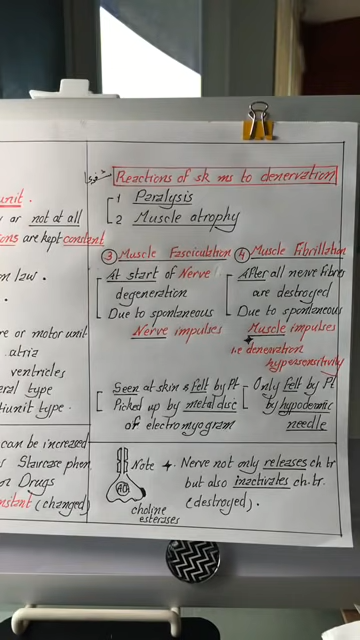 unit.
y or not at all
ions are kept constant
m law.
re or motor unit
atria
ventricles
eral type
tiunit type.
can be increased
s Staircase phen
or Drugs
nstant (changed)
شفوي
Reactions of sk ms to denervation
1 Paralysis
2 Muscle atrophy
3 Muscle Fasciculation
At start of Nerve
degeneration
Due to spontaneous
Nerve impulses
Seen at skin & felt by Pt
Picked up by metal disc
of electromyogram
4 Muscle Fibrillation
After all nerve fibres
are destroyed
Due to spontaneous
Muscle impulses
i.e denervation
hypersensitivity
Only felt by Pt
by hypodermic
needle
Note Nerve not only releases ch.tr
but also inactivates ch.tr.
(destroyed).
choline
esterases